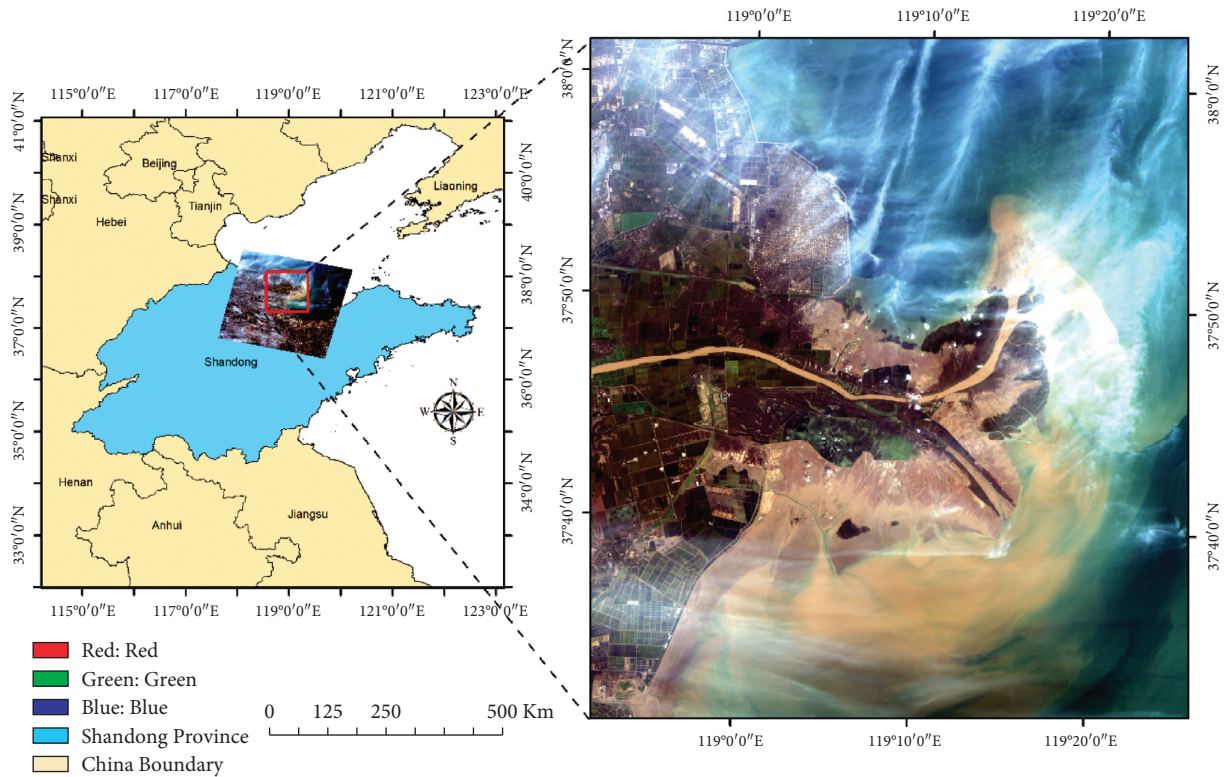 119°0′0″E 119°10′0″E 119°20′0″E
115°0′0″E 117°0′0″E 119°0′0″E 121°0′0″E 123°0′0″E
41°0′0″N
40°0′0″N
39°0′0″N
38°0′0″N
37°0′0″N
36°0′0″N
35°0′0″N
34°0′0″N
33°0′0″N
Shanxi
Beijing
Liaoning
Shanxi
Tianjin
Hebei
Shandong
N
W E
S
Henan
Anhui
Jiangsu
115°0′0″E 117°0′0″E 119°0′0″E 121°0′0″E 123°0′0″E
38°0′0″N
38°0′0″N
37°50′0″N
37°50′0″N
37°40′0″N
37°40′0″N
119°0′0″E 119°10′0″E 119°20′0″E
Red: Red
Green: Green
Blue: Blue
Shandong Province
China Boundary
0 125 250 500 Km